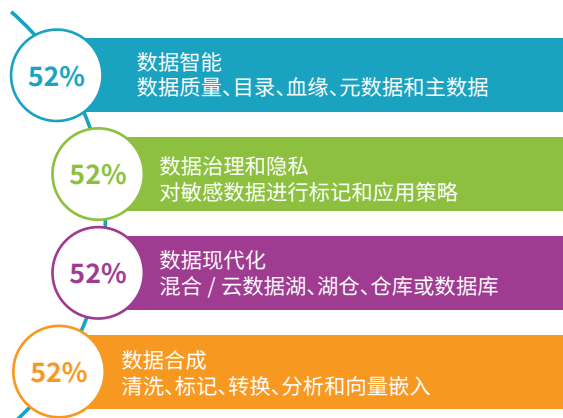 52%
数据智能
数据质量、目录、血缘、元数据和主数据
52%
数据治理和隐私
对敏感数据进行标记和应用策略
52%
数据现代化
混合 / 云数据湖、湖仓、仓库或数据库
52%
数据合成
清洗、标记、转换、分析和向量嵌入